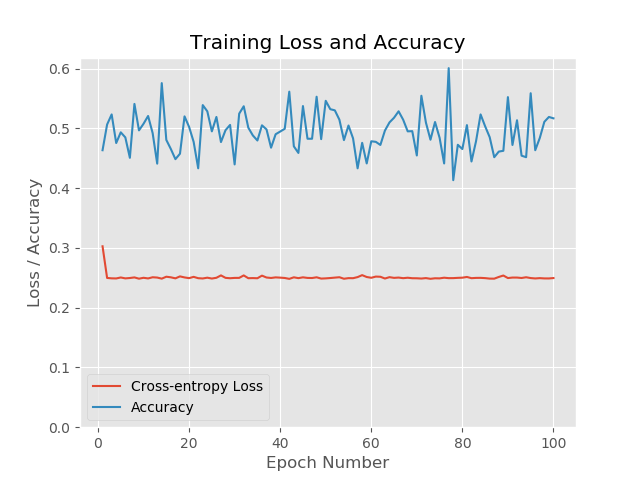 Training Loss and Accuracy
0.6
0.5
0.4
0.3
0.2
0.1
0.0
Loss / Accuracy
Cross-entropy Loss
Accuracy
0 20 40 60 80 100
Epoch Number